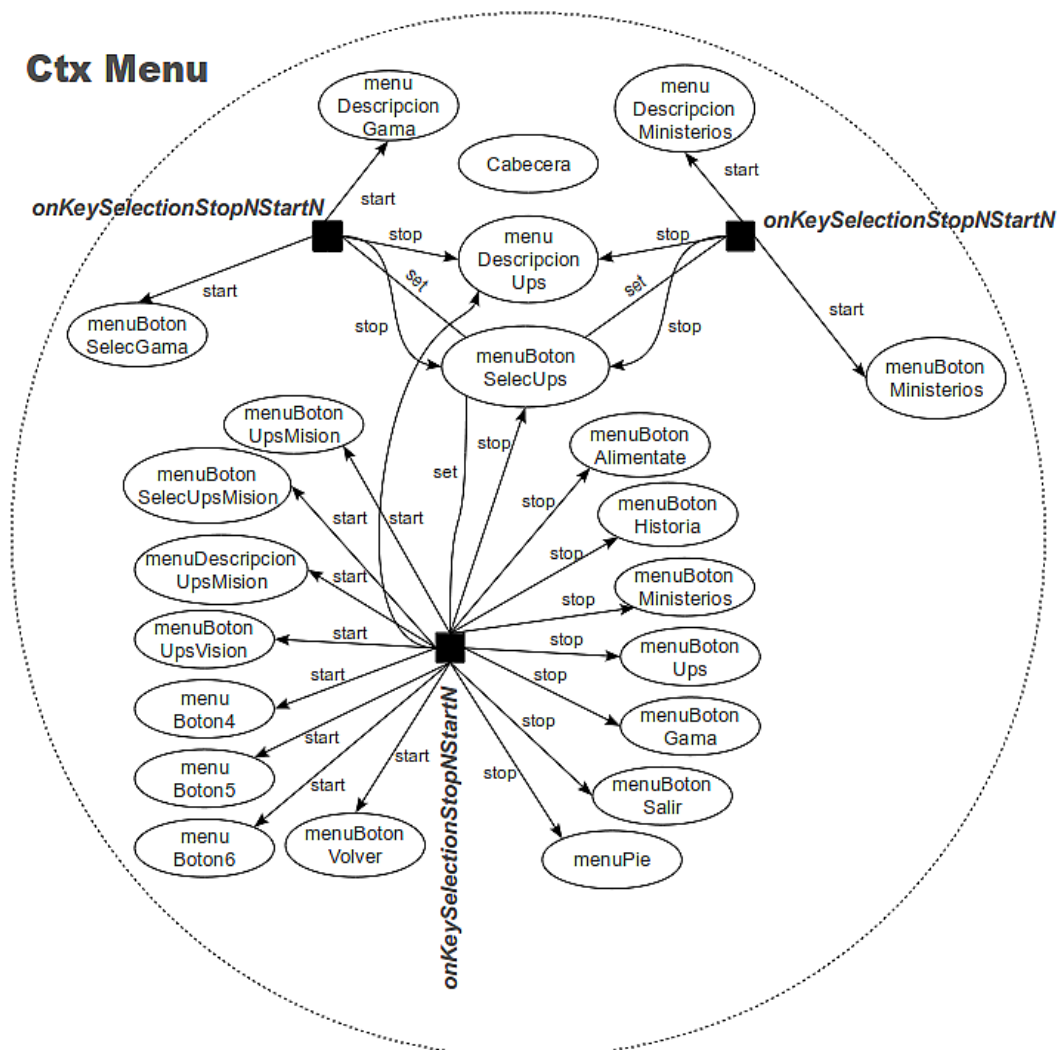 Ctx Menu
menu
Descripcion
Gama
menu
Descripcion
Ministerios
Cabecera
start
start
onKeySelectionStopNStartN
onKeySelectionStopNStartN
stop
menu
Descripcion
Ups
stop
set
set
start
start
menuBoton
SelecGama
stop
stop
menuBoton
SelecUps
menuBoton
Ministerios
menuBoton
UpsMision
stop
menuBoton
Alimentate
set
menuBoton
SelecUpsMision
start
start
stop
menuBoton
Historia
menuDescripcion
UpsMision
start
stop
menuBoton
Ministerios
stop
menuBoton
UpsVision
start
stop
menuBoton
Ups
start
stop
menu
Boton4
menuBoton
Gama
onKeySelectionStopNStartN
start
start
stop
menu
Boton5
start
stop
menuBoton
Salir
menu
Boton6
menuBoton
Volver
menuPie